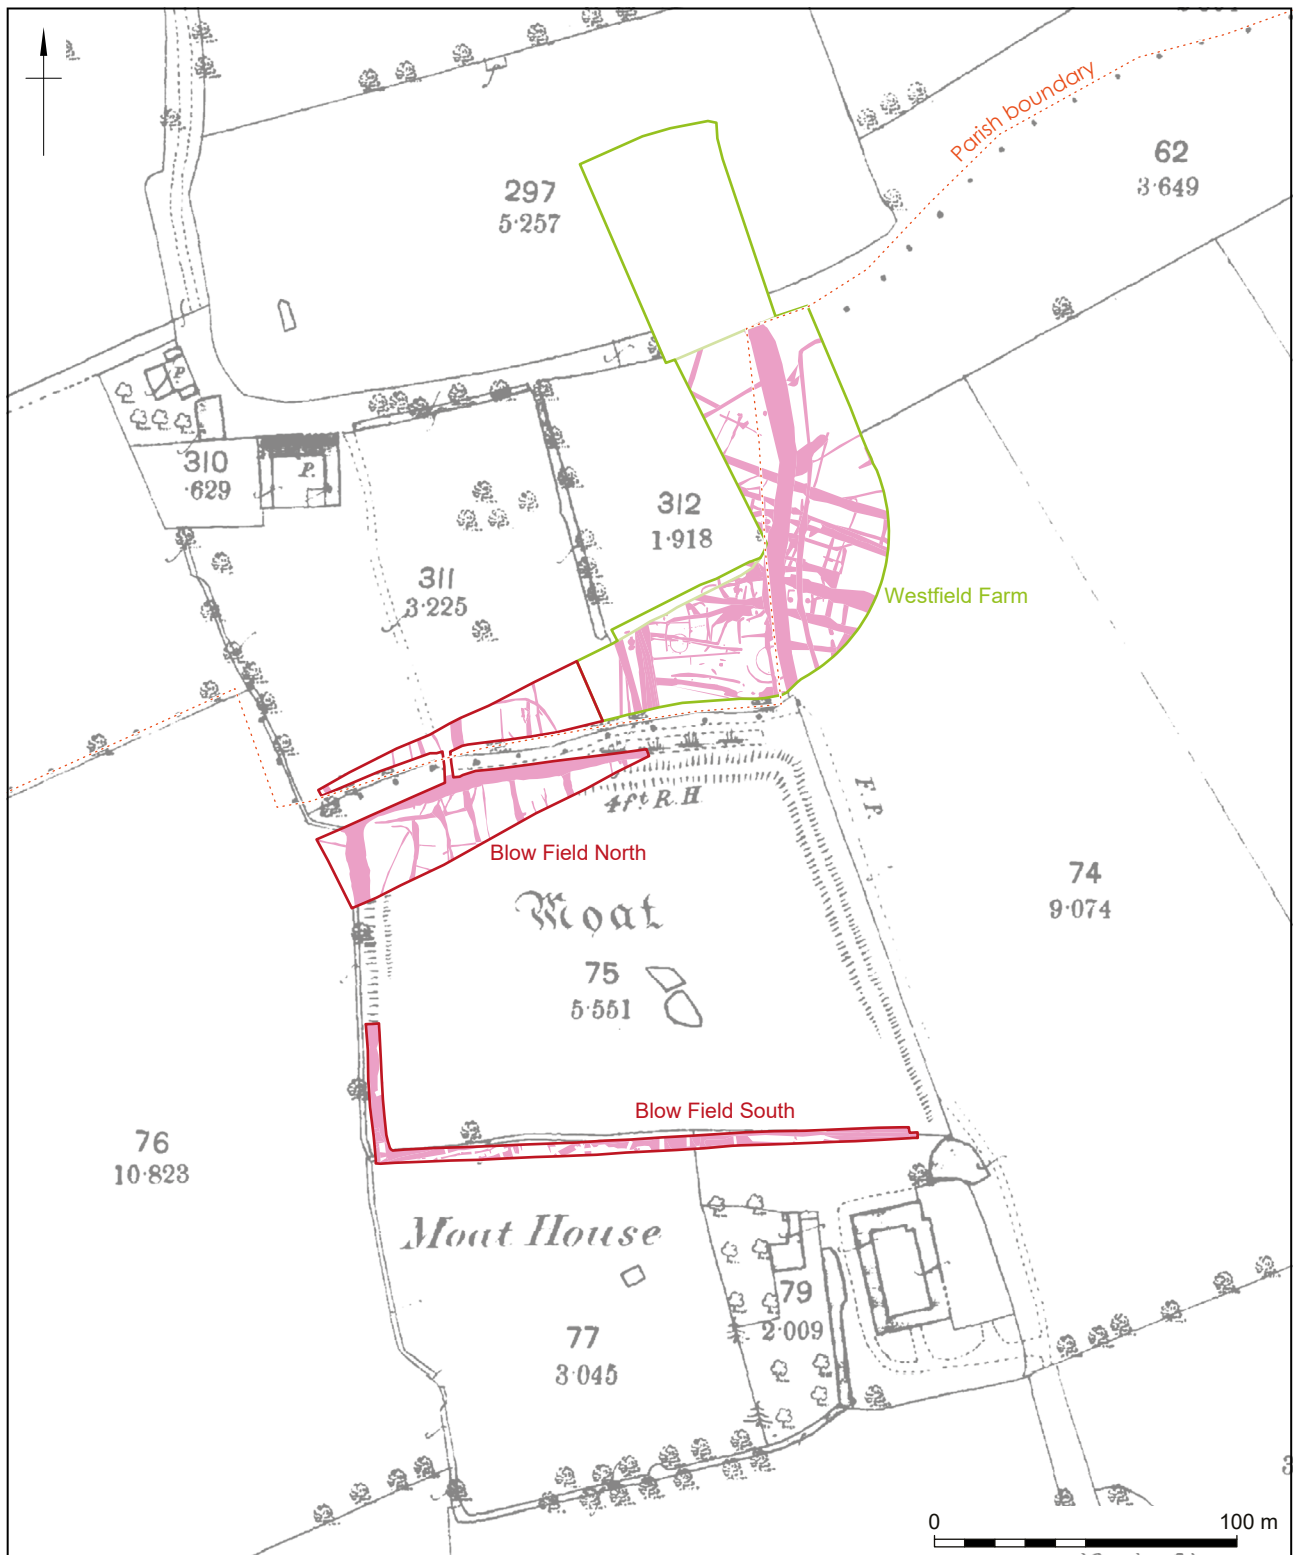 Parish boundary
62
3·649
297
5·257
P.
310
·629
P.
312
1·918
311
3·225
Westfield Farm
4ft R.H
F.P.
Blow Field North
Moat
74
9·074
75
5·551
Blow Field South
76
10·823
Moat House
79
2·009
77
3·045
0
100 m